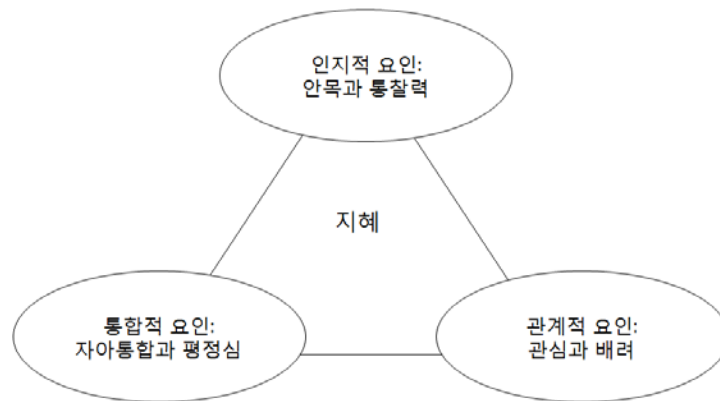 인지적 요인:
안목과 통찰력
지혜
통합적 요인:
자아통합과 평정심
관계적 요인:
관심과 배려